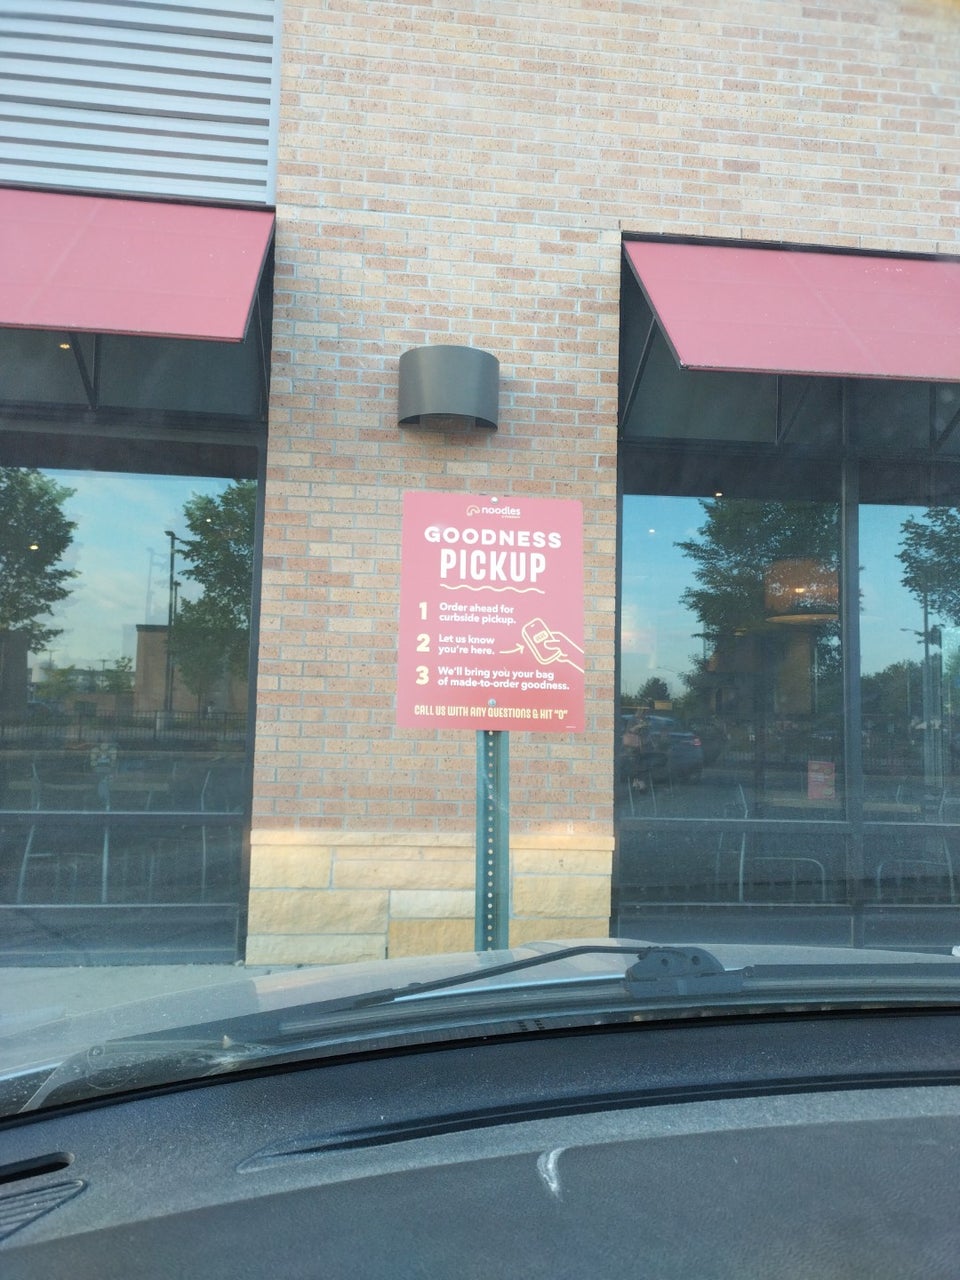 noodles
GOODNESS
PICKUP
1 Order ahead for
curbside pickup.
2 Let us know
you're here.
3 We'll bring you your bag
of made-to-order goodness.
CALL US WITH ANY QUESTIONS & HIT "0"